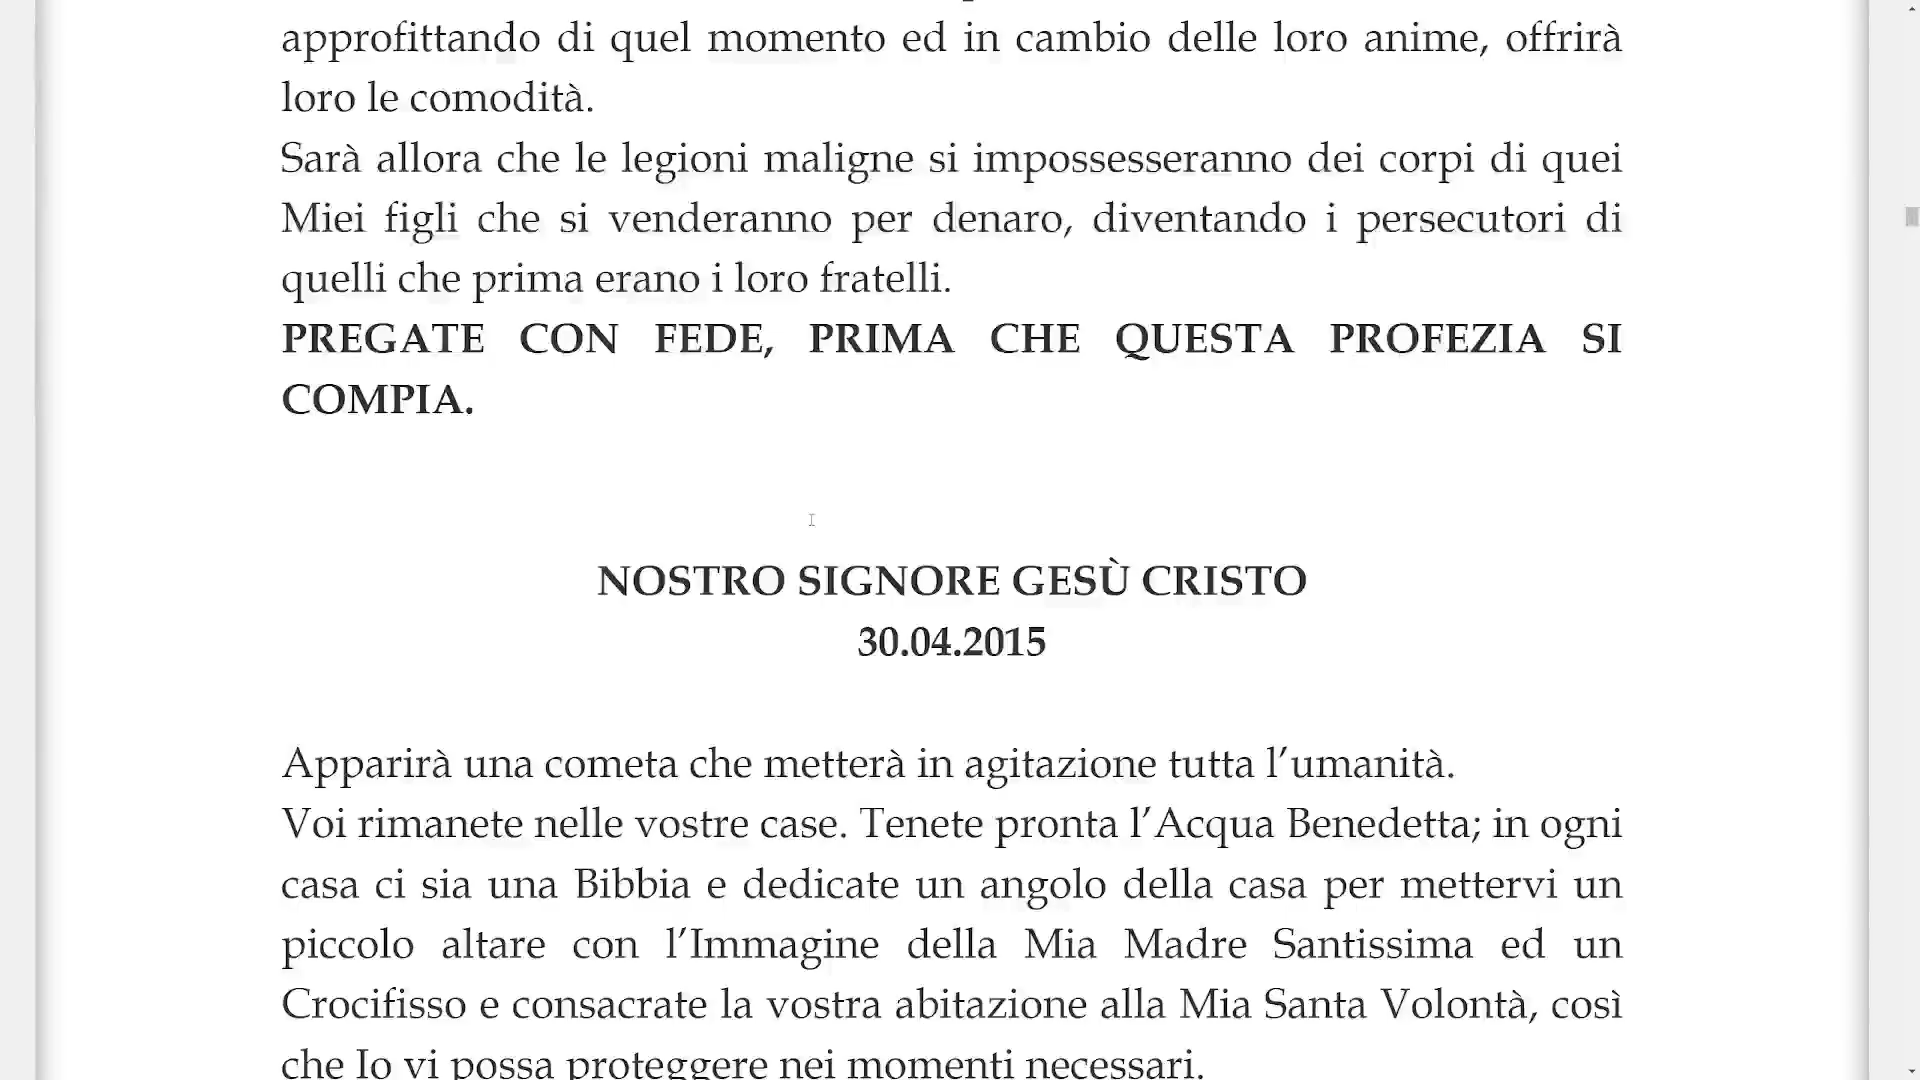 approfittando di quel momento ed in cambio delle loro anime, offrirà
loro le comodità.
Sarà allora che le legioni maligne si impossesseranno dei corpi di quei
Miei figli che si venderanno per denaro, diventando i persecutori di
quelli che prima erano i loro fratelli.
PREGATE CON FEDE, PRIMA CHE QUESTA PROFEZIA SI
COMPIA.
NOSTRO SIGNORE GESÙ CRISTO
30.04.2015
Apparirà una cometa che metterà in agitazione tutta l’umanità.
Voi rimanete nelle vostre case. Tenete pronta l’Acqua Benedetta; in ogni
casa ci sia una Bibbia e dedicate un angolo della casa per mettervi un
piccolo altare con l’Immagine della Mia Madre Santissima ed un
Crocifisso e consacrate la vostra abitazione alla Mia Santa Volontà, così
che Io vi possa proteggere nei momenti necessari.